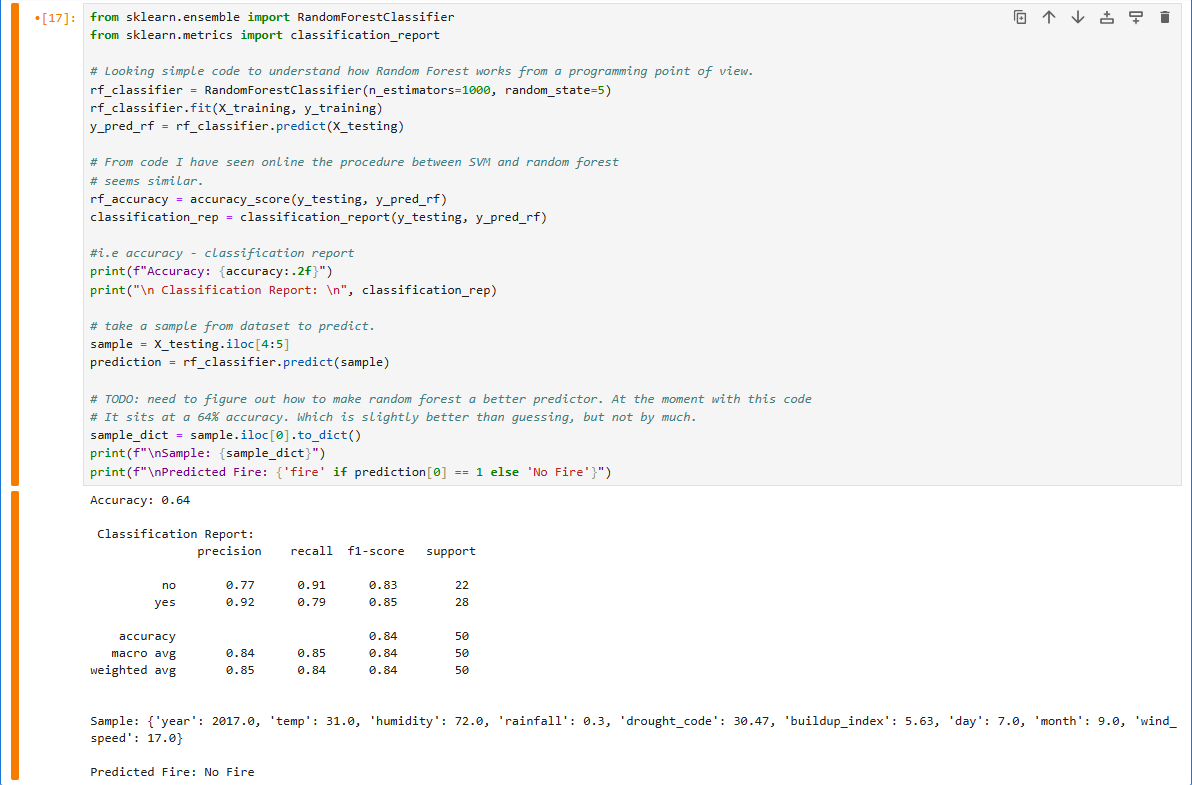 [17]:
from sklearn.ensemble import RandomForestClassifier
from sklearn.metrics import classification_report
# Looking simple code to understand how Random Forest works from a programming point of view.
rf_classifier = RandomForestClassifier(n_estimators=1000, random_state=5)
rf_classifier.fit(X_training, y_training)
y_pred_rf = rf_classifier.predict(X_testing)
# From code I have seen online the procedure between SVM and random forest
# seems similar.
rf_accuracy = accuracy_score(y_testing, y_pred_rf)
classification_rep = classification_report(y_testing, y_pred_rf)
#i.e accuracy - classification report
print(f"Accuracy: {accuracy:.2f}")
print("\n Classification Report: \n", classification_rep)
# take a sample from dataset to predict.
sample = X_testing.iloc[4:5]
prediction = rf_classifier.predict(sample)
# TODO: need to figure out how to make random forest a better predictor. At the moment with this code
# It sits at a 64% accuracy. Which is slightly better than guessing, but not by much.
sample_dict = sample.iloc[0].to_dict()
print(f"\nSample: {sample_dict}")
print(f"\nPredicted Fire: {'fire' if prediction[0] == 1 else 'No Fire'}")
Accuracy: 0.64
Classification Report:
precision recall f1-score support
no 0.77 0.91 0.83 22
yes 0.92 0.79 0.85 28
accuracy 0.84 50
macro avg 0.84 0.85 0.84 50
weighted avg 0.85 0.84 0.84 50
Sample: {'year': 2017.0, 'temp': 31.0, 'humidity': 72.0, 'rainfall': 0.3, 'drought_code': 30.47, 'buildup_index': 5.63, 'day': 7.0, 'month': 9.0, 'wind_
speed': 17.0}
Predicted Fire: No Fire